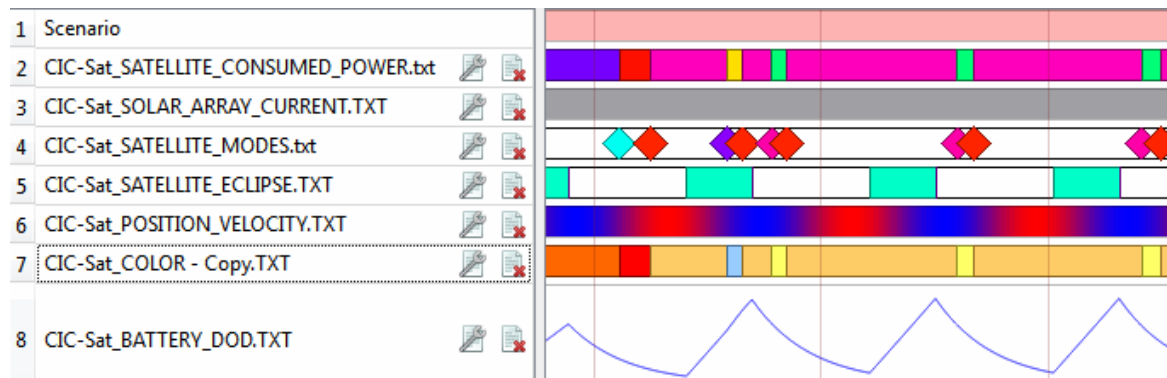 1 Scenario
2 CIC-Sat_SATELLITE_CONSUMED_POWER.txt
3 CIC-Sat_SOLAR_ARRAY_CURRENT.TXT
4 CIC-Sat_SATELLITE_MODES.txt
5 CIC-Sat_SATELLITE_ECLIPSE.TXT
6 CIC-Sat_POSITION_VELOCITY.TXT
7 CIC-Sat_COLOR - Copy.TXT
8 CIC-Sat_BATTERY_DOD.TXT